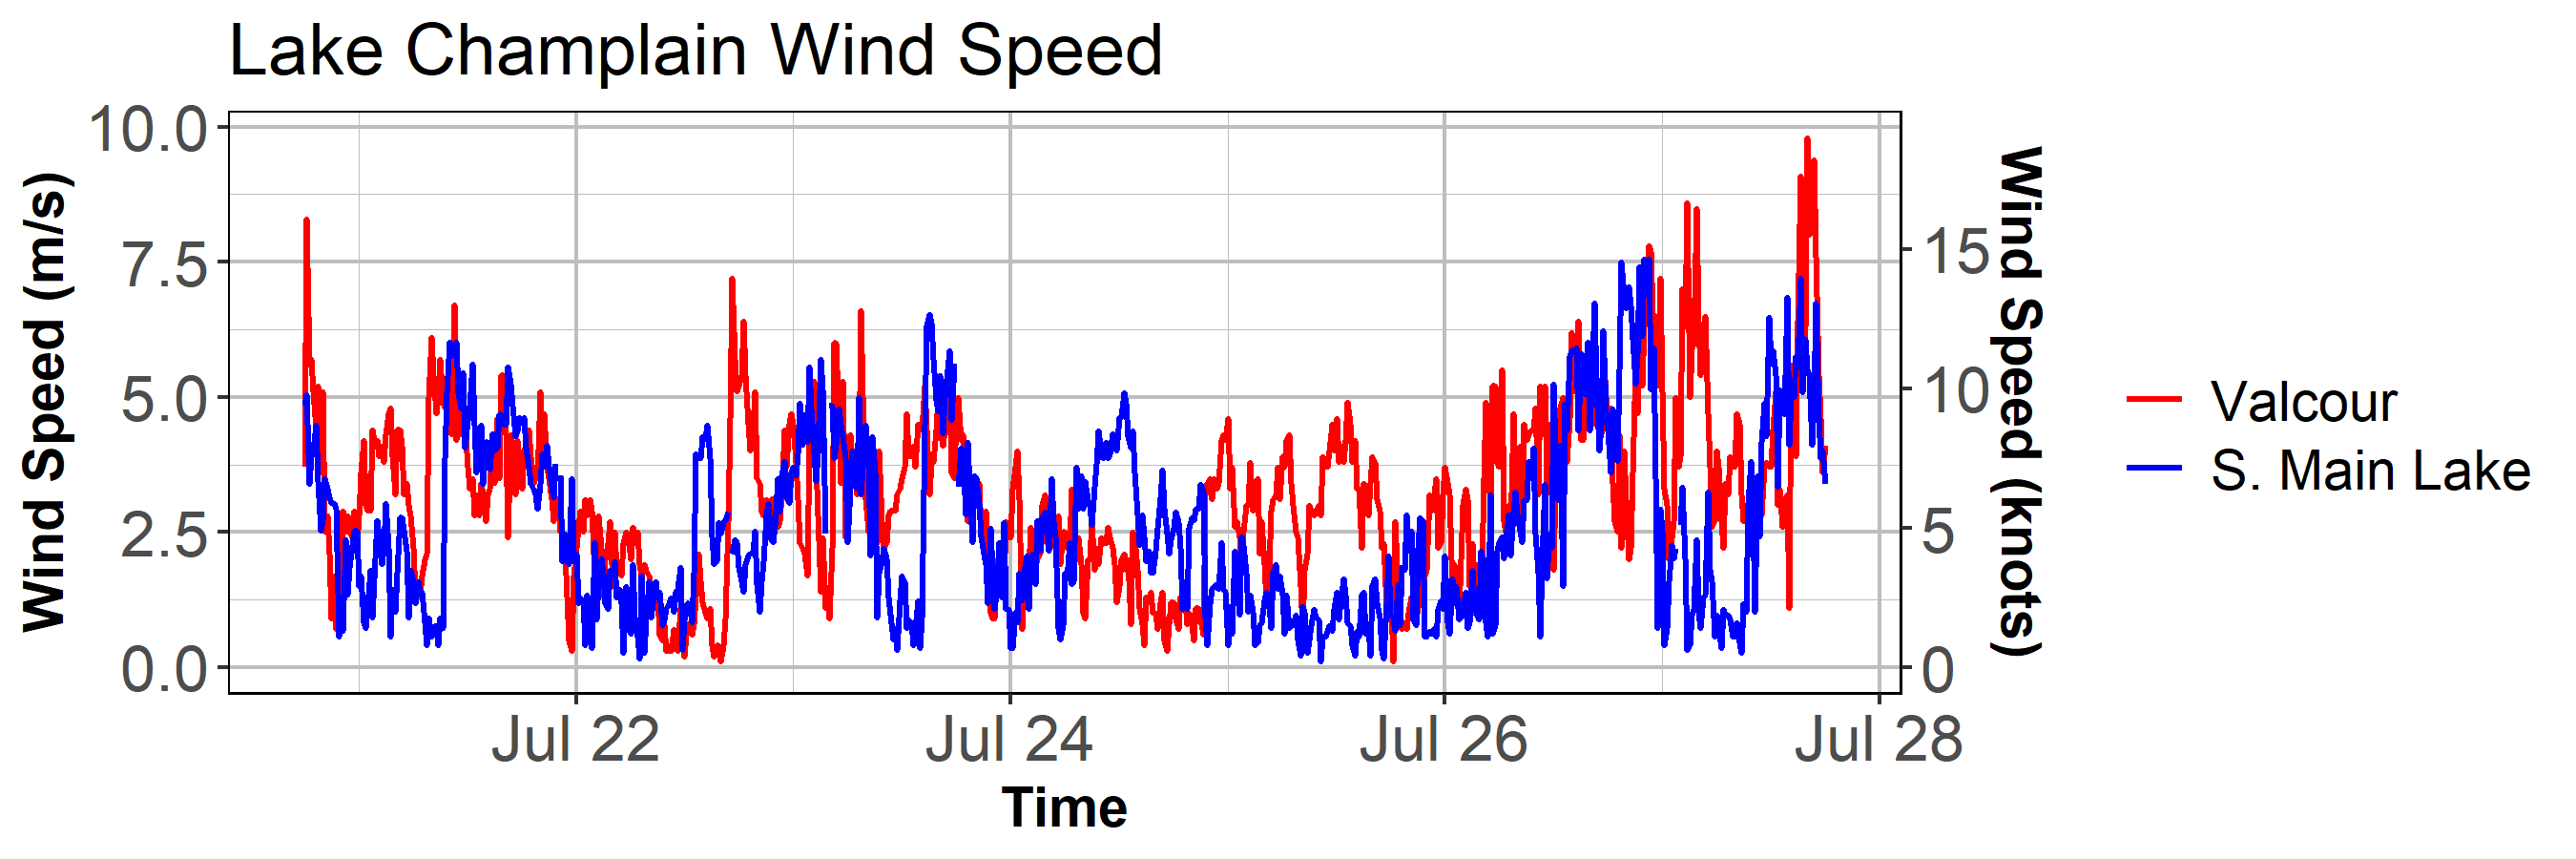 Lake Champlain Wind Speed
Wind Speed (m/s)
10.0
7.5
5.0
2.5
0.0
Jul 22
Jul 24
Jul 26
Jul 28
Time
15
10
5
0
Wind Speed (knots)
Valcour
S. Main Lake